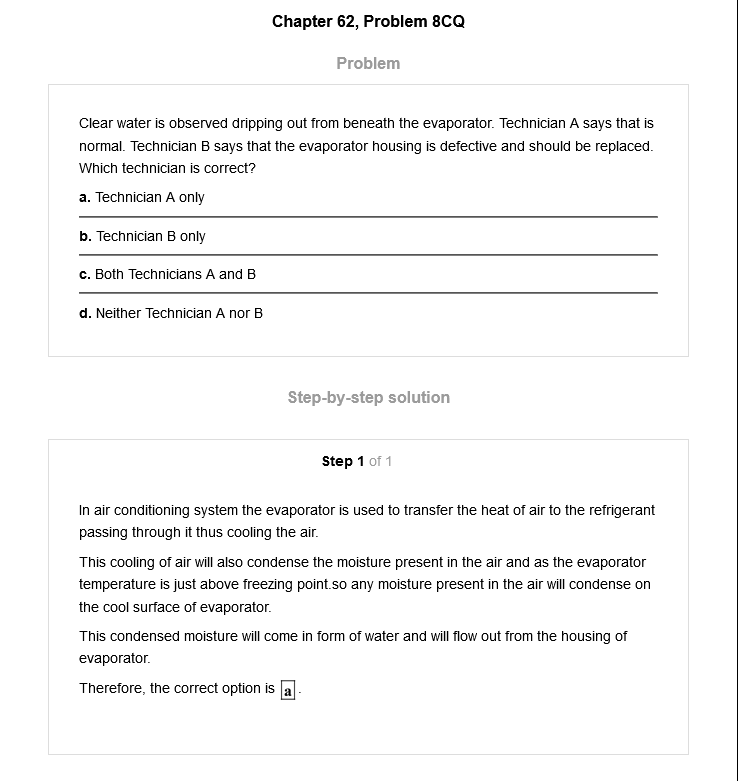 Chapter 62, Problem 8CQ
Problem
Clear water is observed dripping out from beneath the evaporator. Technician A says that is
normal. Technician B says that the evaporator housing is defective and should be replaced.
Which technician is correct?
a. Technician A only
b. Technician B only
c. Both Technicians A and B
d. Neither Technician A nor B
Step-by-step solution
Step 1 of 1
In air conditioning system the evaporator is used to transfer the heat of air to the refrigerant
passing through it thus cooling the air.
This cooling of air will also condense the moisture present in the air and as the evaporator
temperature is just above freezing point.so any moisture present in the air will condense on
the cool surface of evaporator.
This condensed moisture will come in form of water and will flow out from the housing of
evaporator.
Therefore, the correct option is a.